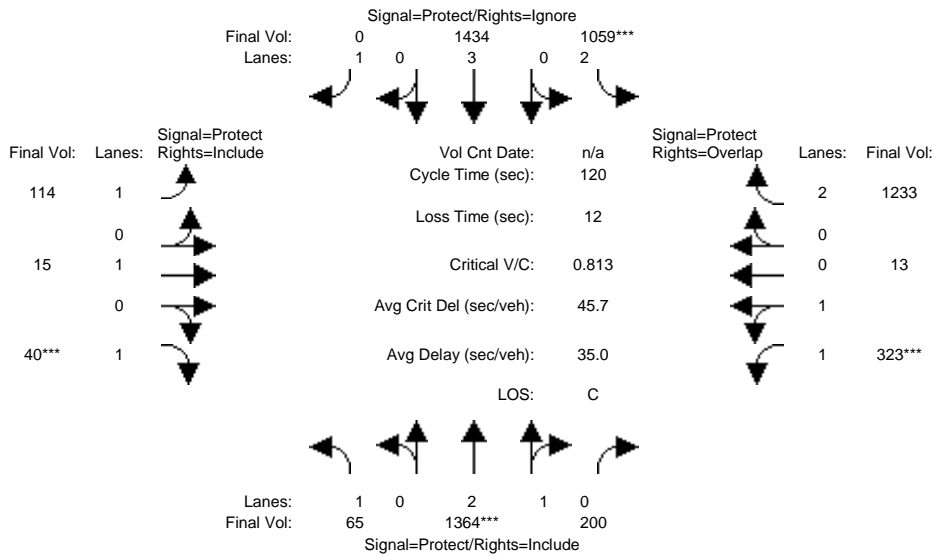 Signal=Protect/Rights=Ignore
Final Vol: 0 1434 1059***
Lanes: 1 0 3 0 2
Signal=Protect Signal=Protect
Final Vol: Lanes: Rights=Include Vol Cnt Date: n/a Rights=Overlap Lanes: Final Vol:
Cycle Time (sec): 120
114 1 2 1233
Loss Time (sec): 12
0 0
15 1 Critical V/C: 0.813 0 13
0 Avg Crit Del (sec/veh): 45.7 1
40*** 1 Avg Delay (sec/veh): 35.0 1 323***
LOS: C
Lanes: 1 0 2 1 0
Final Vol: 65 1364*** 200
Signal=Protect/Rights=Include